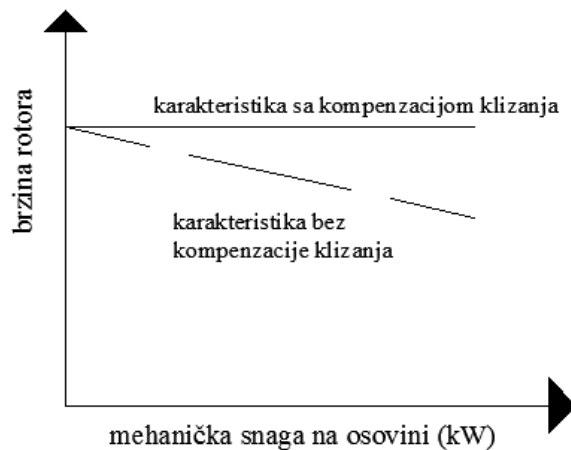 karakteristika sa kompenzacijom klizanja
brzina rotora
karakteristika bez
kompenzacije klizanja
mehanička snaga na osovini (kW)